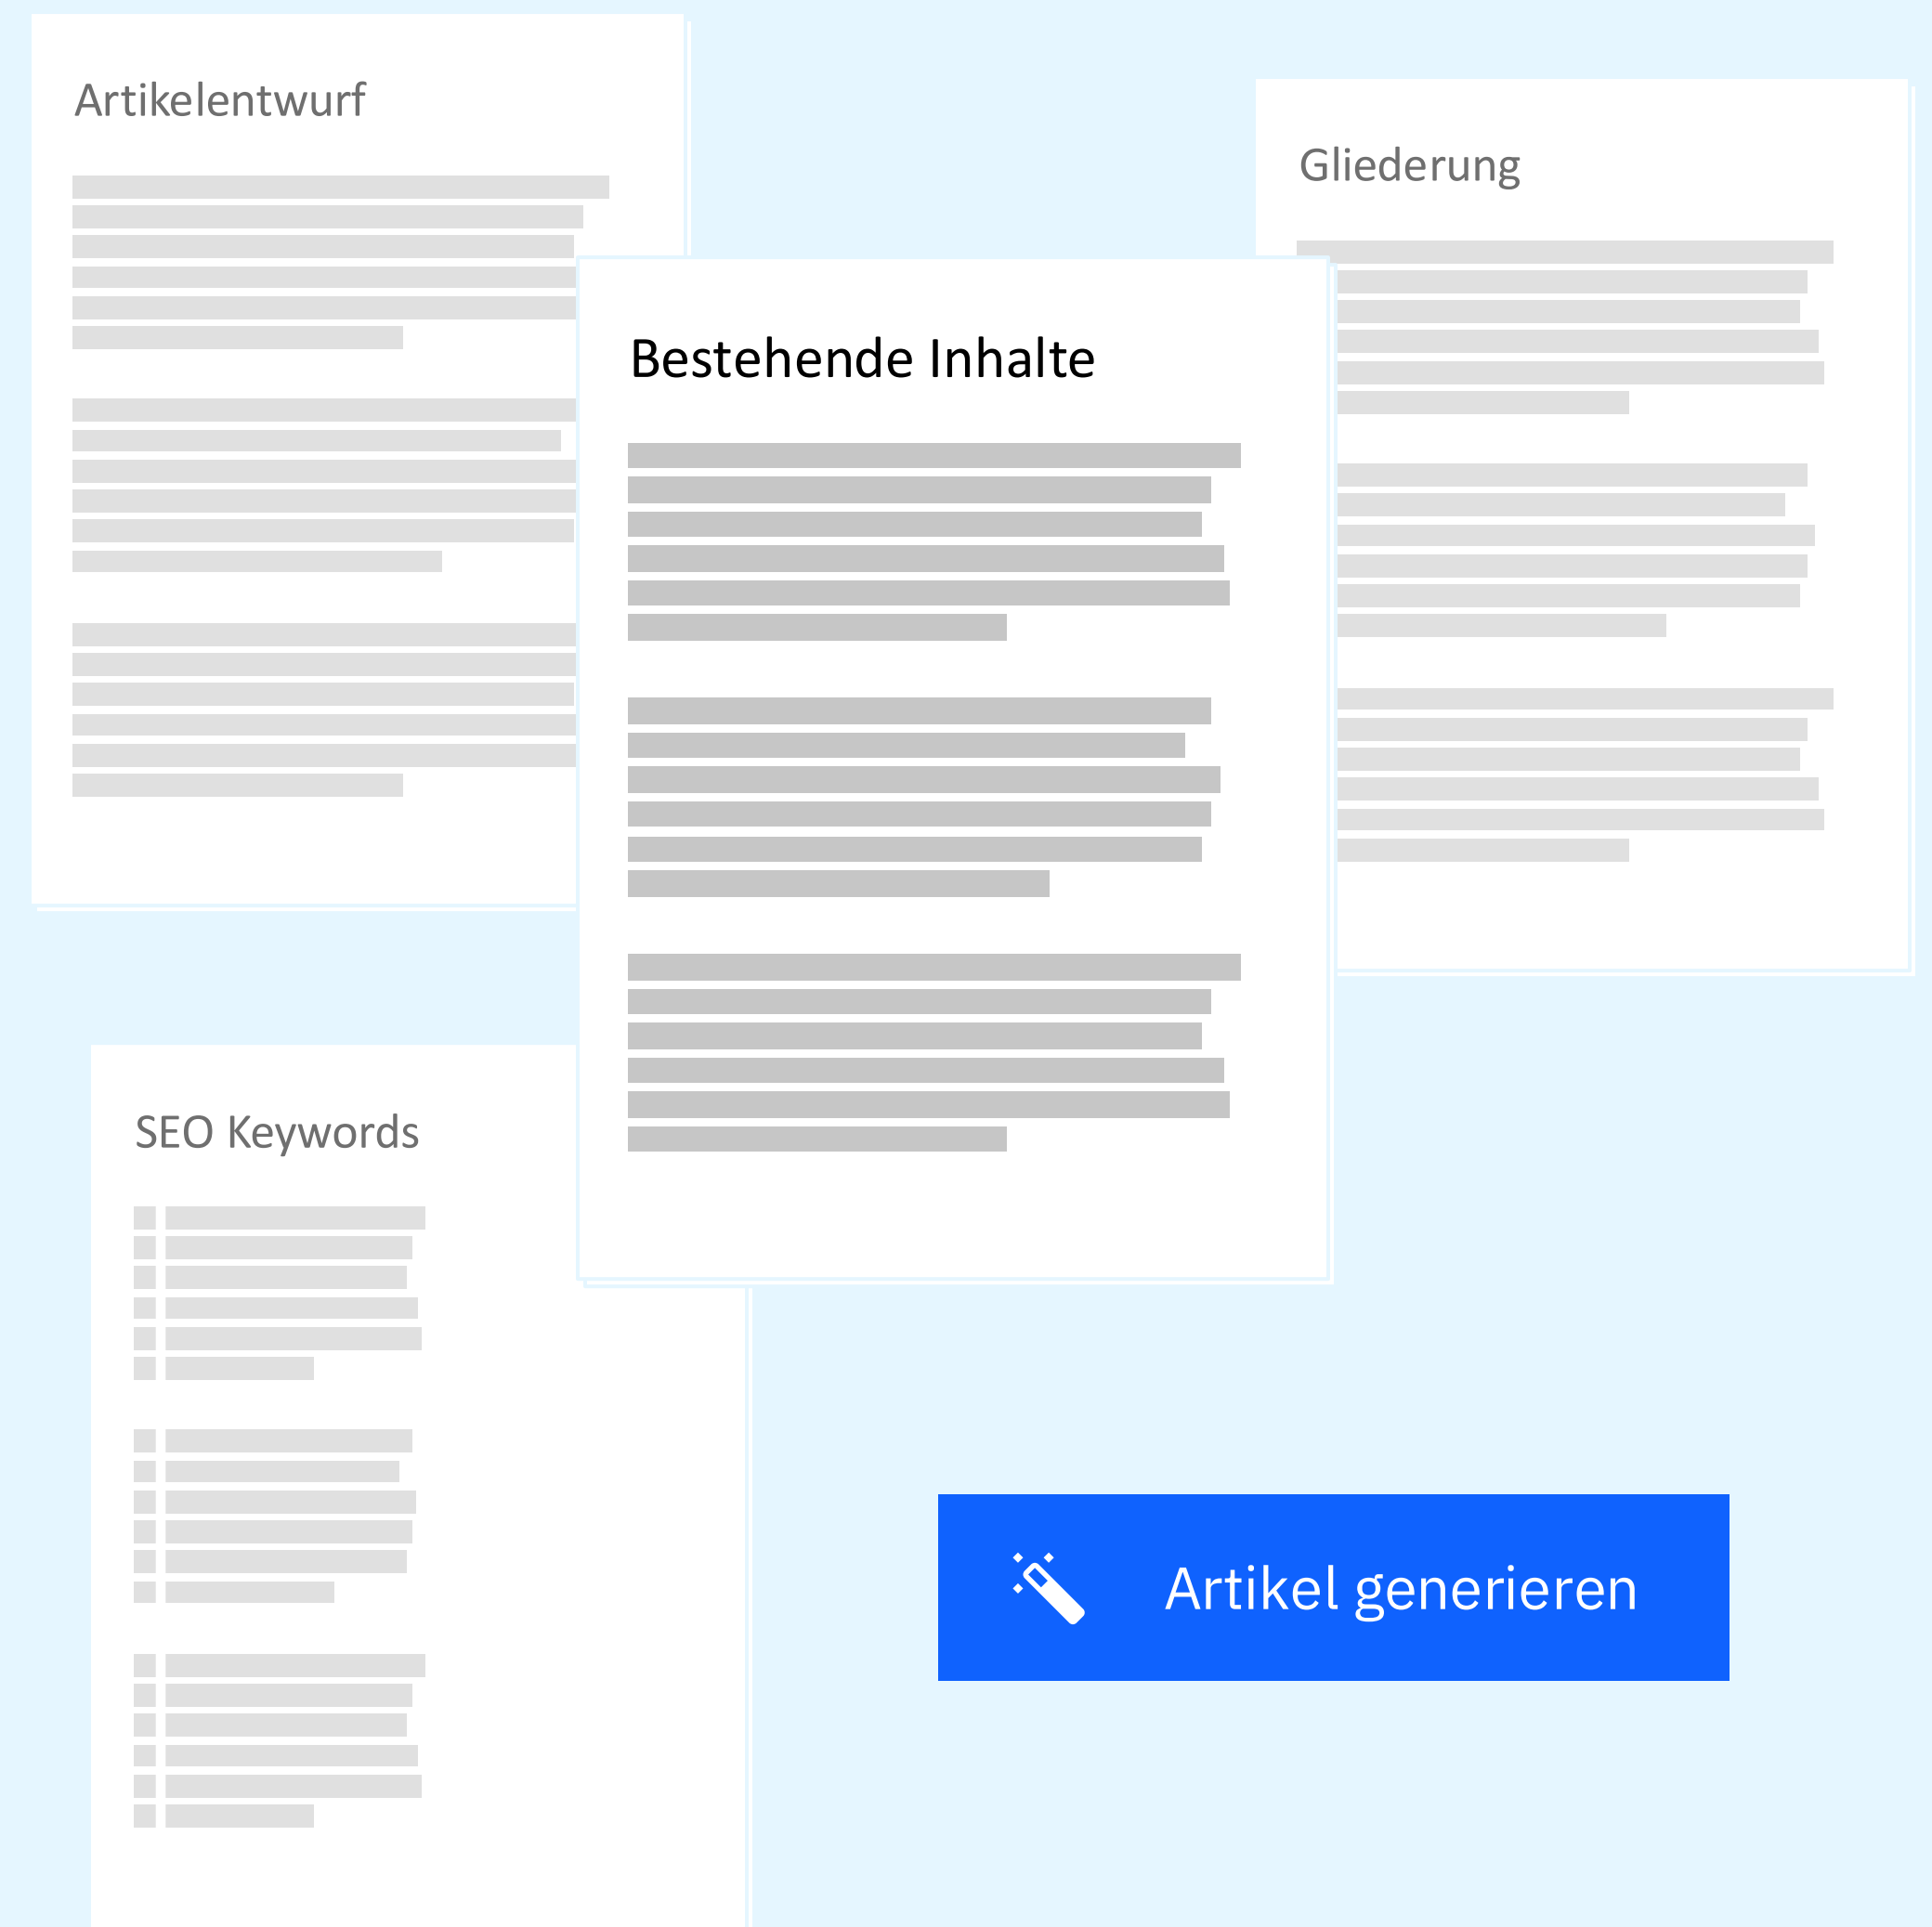 Artikelentwurf
Gliederung
Bestehende Inhalte
SEO Keywords
Artikel generieren